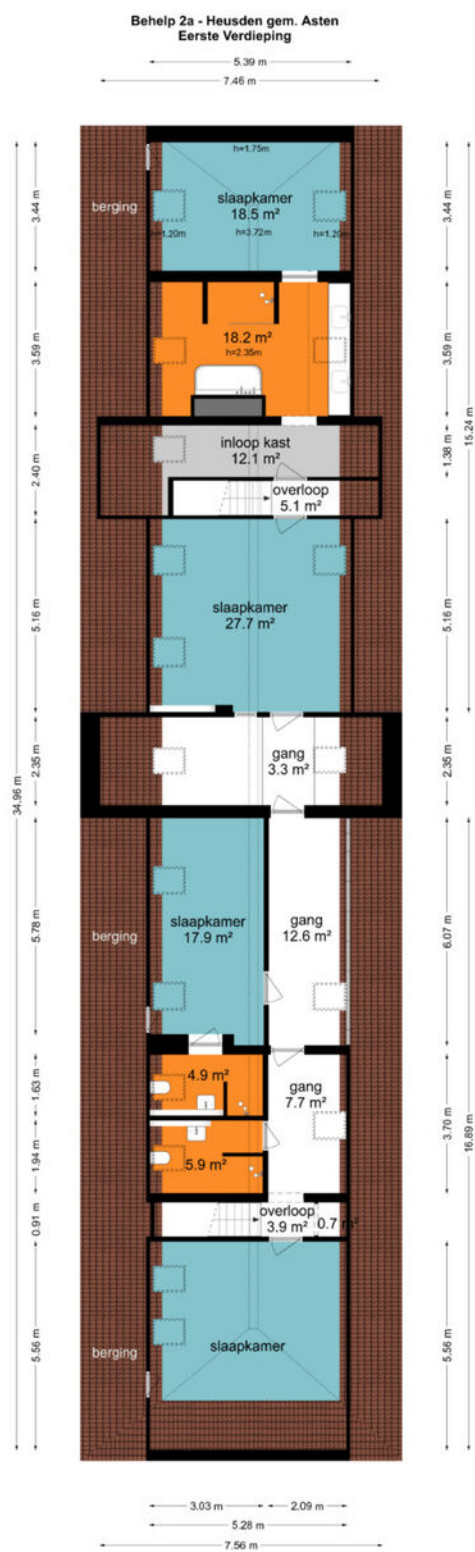 Behelp 2a - Heusden gem. Asten
Eerste Verdieping
5.39 m
7.46 m
h=1.75m
berging
slaapkamer
18.5 m²
h=1.20m
h=3.72m
h=1.20m
3.44 m
3.44 m
18.2 m²
h=2.35m
3.59 m
3.59 m
15.24 m
inloop kast
12.1 m²
2.40 m
1.38 m
overloop
5.1 m²
slaapkamer
27.7 m²
5.16 m
5.16 m
gang
3.3 m²
2.35 m
2.35 m
34.96 m
slaapkamer
17.9 m²
gang
12.6 m²
berging
5.78 m
6.07 m
4.9 m²
gang
7.7 m²
1.63 m
5.9 m²
1.94 m
3.70 m
16.89 m
overloop
3.9 m²
0.7 m²
0.91 m
slaapkamer
berging
5.56 m
5.56 m
3.03 m
2.09 m
5.28 m
7.56 m